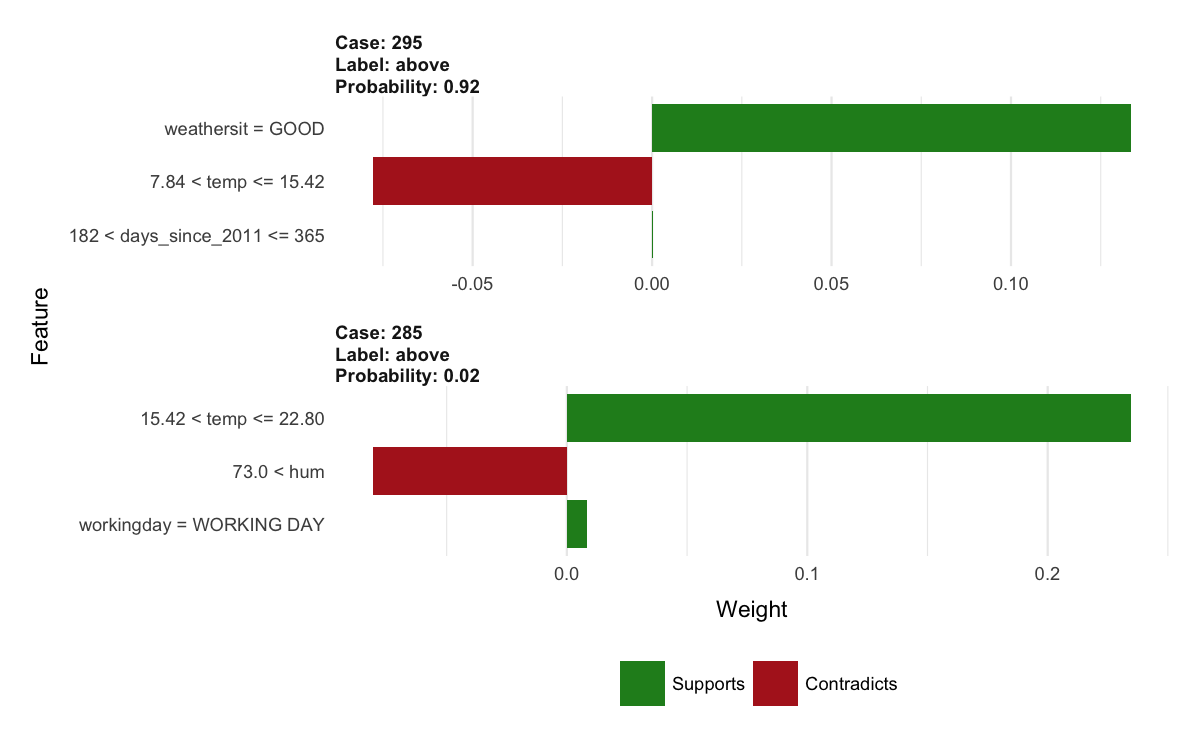 Case: 295
Label: above
Probability: 0.92
weathersit = GOOD
7.84 < temp <= 15.42
182 < days_since_2011 <= 365
-0.05 0.00 0.05 0.10
Feature
Case: 285
Label: above
Probability: 0.02
15.42 < temp <= 22.80
73.0 < hum
workingday = WORKING DAY
0.0 0.1 0.2
Weight
Supports Contradicts